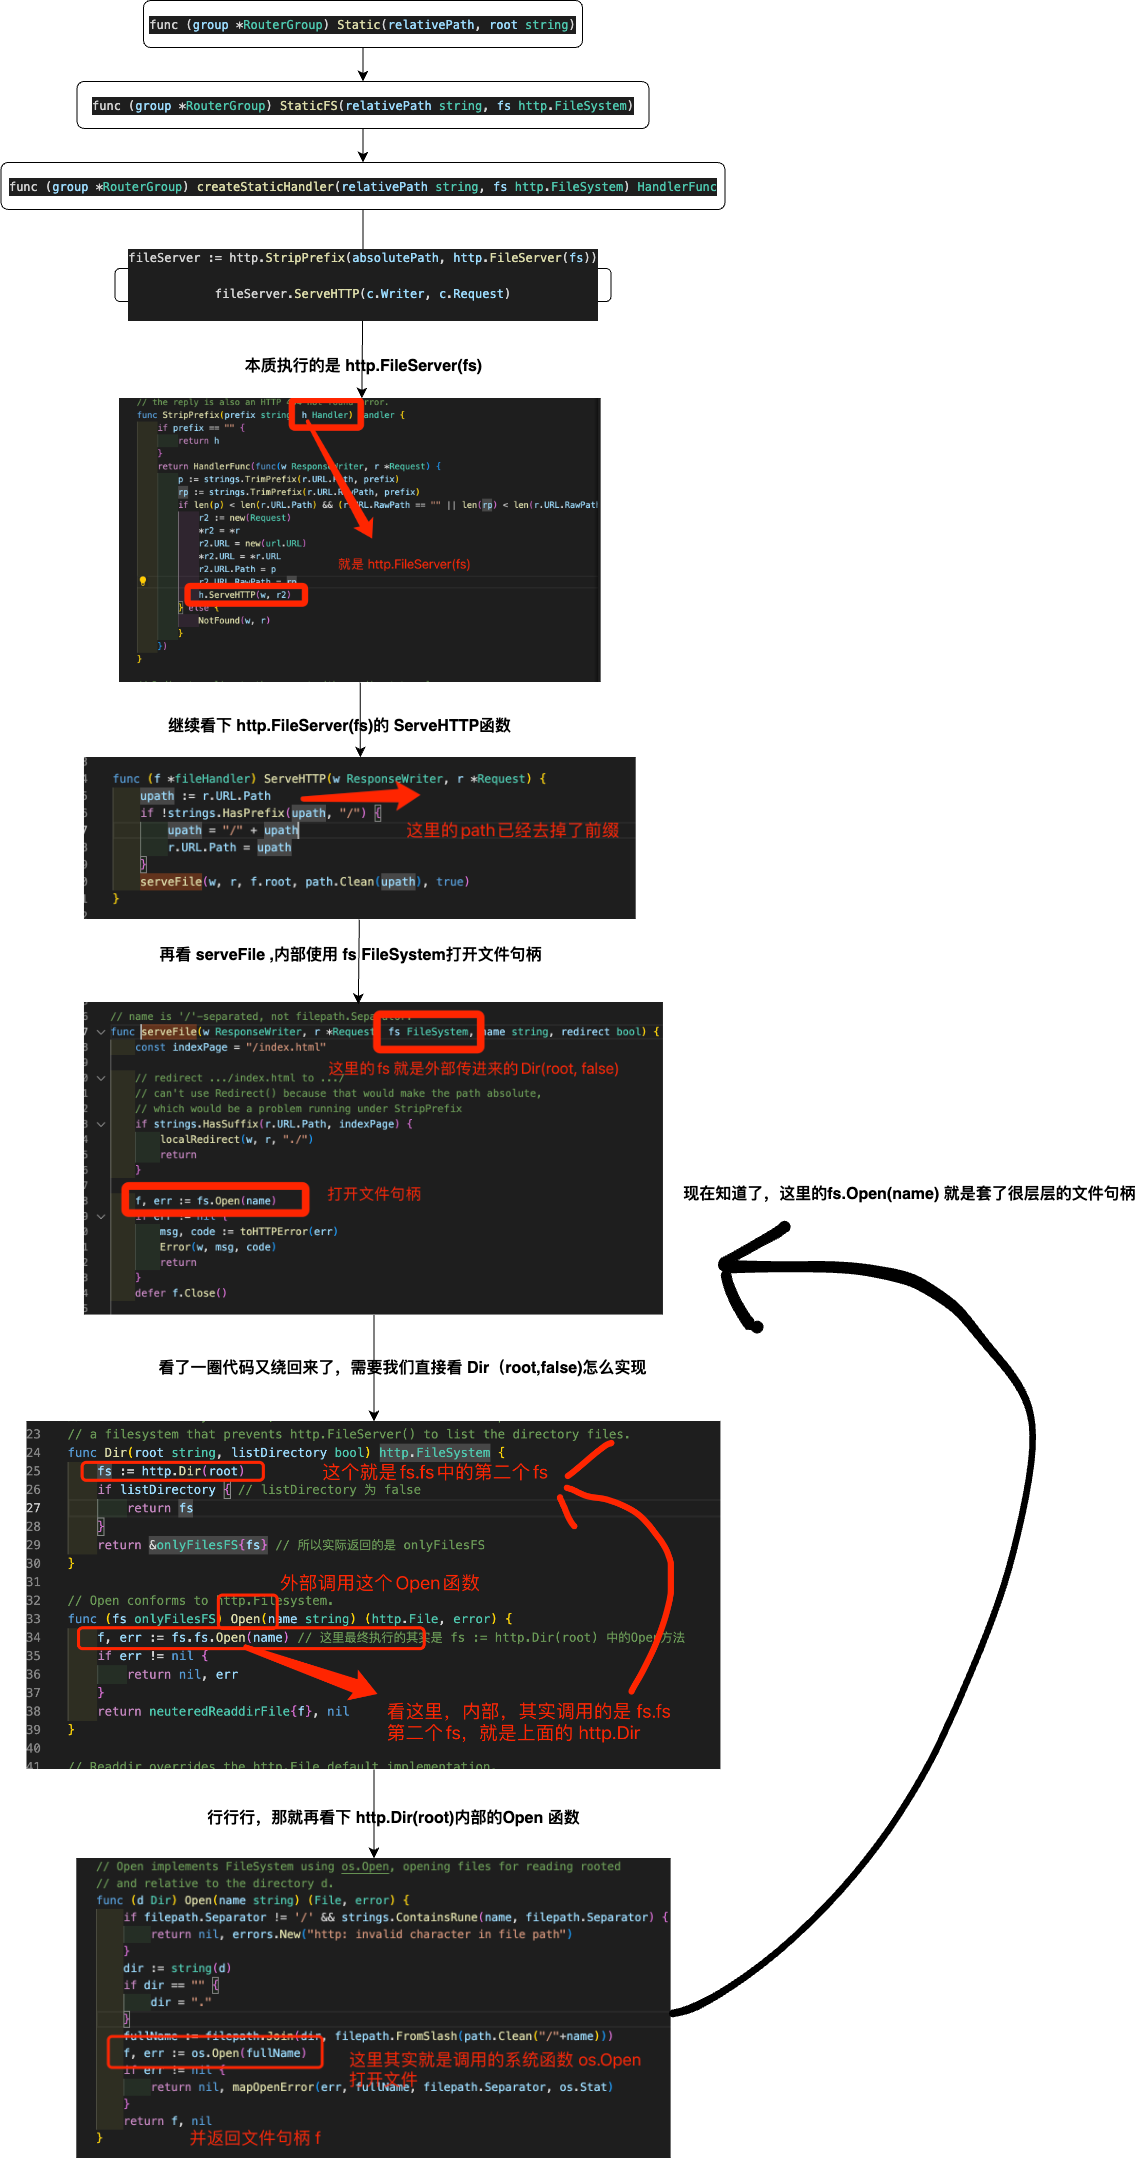 func (group *RouterGroup) Static(relativePath, root string)
func (group *RouterGroup) StaticFS(relativePath string, fs http.FileSystem)
func (group *RouterGroup) createStaticHandler(relativePath string, fs http.FileSystem) HandlerFunc
fileServer := http.StripPrefix(absolutePath, http.FileServer(fs))
fileServer.ServeHTTP(c.Writer, c.Request)
本质执行的是 http.FileServer(fs)
// the reply is also an HTTP error.
func StripPrefix(prefix string h Handler) andler {
if prefix == "" {
return h
}
return HandlerFunc(func(w ResponseWriter, r *Request) {
p := strings.TrimPrefix(r.URL.Path, prefix)
rp := strings.TrimPrefix(r.URL.RawPath, prefix)
if len(p) < len(r.URL.Path) && (r.URL.RawPath == "" || len(rp) < len(r.URL.RawPath
r2 := new(Request)
*r2 = *r
r2.URL = new(url.URL)
*r2.URL = *r.URL
r2.URL.Path = p
就是 http.FileServer(fs)
r2.URL.RawPath = rp
h.ServeHTTP(w, r2)
} else {
NotFound(w, r)
}
})
}
继续看下 http.FileServer(fs)的 ServeHTTP函数
func (f *fileHandler) ServeHTTP(w ResponseWriter, r *Request) {
upath := r.URL.Path
if !strings.HasPrefix(upath, "/") {
upath = "/" + upath
这里的path已经去掉了前缀
r.URL.Path = upath
}
serveFile(w, r, f.root, path.Clean(upath), true)
}
再看 serveFile ,内部使用 fs FileSystem打开文件句柄
// name is '/'-separated, not filepath.Separator.
func serveFile(w ResponseWriter, r *Request fs FileSystem, name string, redirect bool) {
const indexPage = "/index.html"
这里的fs 就是外部传进来的Dir(root, false)
// redirect .../index.html to .../
// can't use Redirect() because that would make the path absolute,
// which would be a problem running under StripPrefix
if strings.HasSuffix(r.URL.Path, indexPage) {
localRedirect(w, r, "./")
return
}
f, err := fs.Open(name)
打开文件句柄
if err != nil {
msg, code := toHTTPError(err)
Error(w, msg, code)
return
}
defer f.Close()
现在知道了，这里的fs.Open(name) 就是套了很层层的文件句柄
看了一圈代码又绕回来了，需要我们直接看 Dir（root,false)怎么实现
23 // a filesystem that prevents http.FileServer() to list the directory files.
24 func Dir(root string, listDirectory bool) http.FileSystem {
25 fs := http.Dir(root)
这个就是fs.fs中的第二个fs
26 if listDirectory { // listDirectory 为 false
27 return fs
28 }
29 return &onlyFilesFS{fs} // 所以实际返回的是 onlyFilesFS
30 }
31
外部调用这个Open函数
32 // Open conforms to http.Filesystem.
33 func (fs onlyFilesFS) Open(name string) (http.File, error) {
34 f, err := fs.fs.Open(name) // 这里最终执行的其实是 fs := http.Dir(root) 中的Open方法
35 if err != nil {
36 return nil, err
37 }
38 return neuteredReaddirFile{f}, nil
39 }
看这里，内部，其实调用的是 fs.fs
第二个fs，就是上面的 http.Dir
40
41 // Readdir overrides the http.File default implementation.
行行行，那就再看下 http.Dir(root)内部的Open 函数
// Open implements FileSystem using os.Open, opening files for reading rooted
// and relative to the directory d.
func (d Dir) Open(name string) (File, error) {
if filepath.Separator != '/' && strings.ContainsRune(name, filepath.Separator) {
return nil, errors.New("http: invalid character in file path")
}
dir := string(d)
if dir == "" {
dir = "."
}
fullName := filepath.Join(dir, filepath.FromSlash(path.Clean("/"+name)))
f, err := os.Open(fullName)
这里其实就是调用的系统函数 os.Open
打开文件
if err != nil {
return nil, mapOpenError(err, fullName, filepath.Separator, os.Stat)
}
return f, nil
}
并返回文件句柄 f